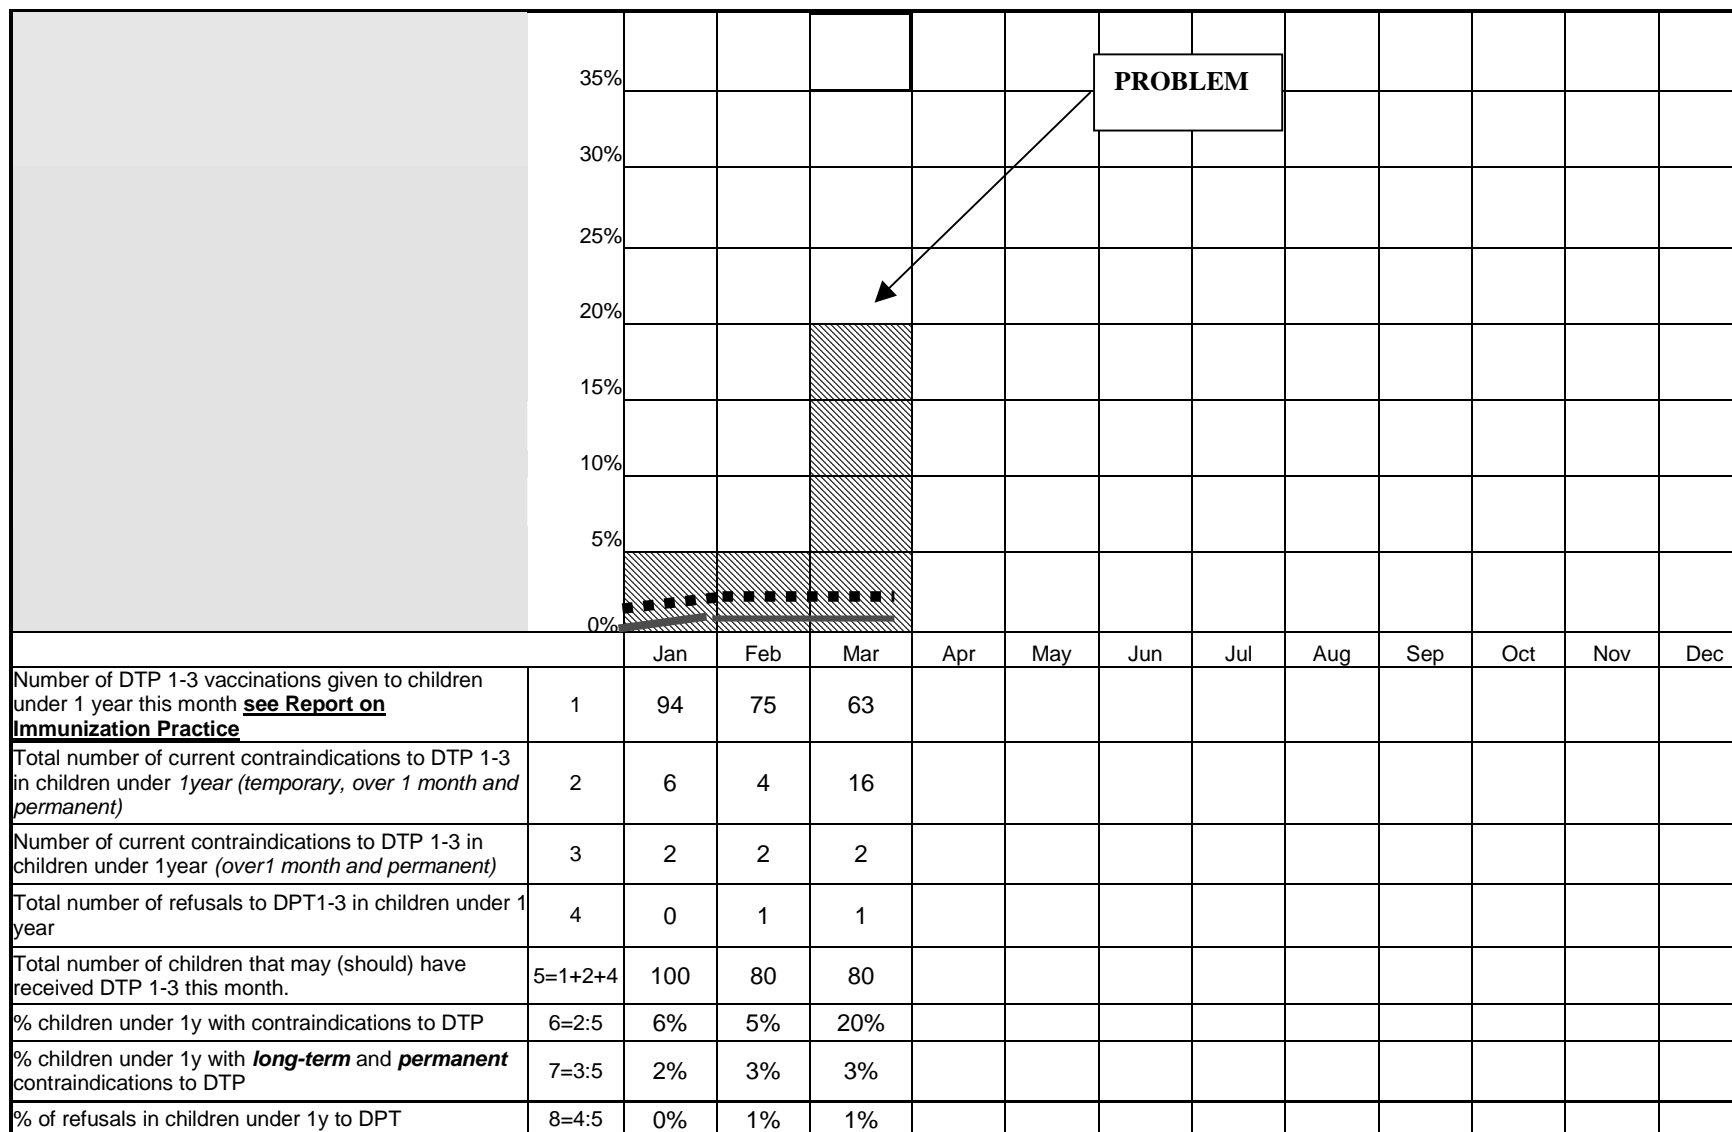 35%
PROBLEM
30%
25%
20%
15%
10%
5%
0%
Jan Feb Mar Apr May Jun Jul Aug Sep Oct Nov Dec
Number of DTP 1-3 vaccinations given to children
under 1 year this month see Report on
Immunization Practice
1 94 75 63
Total number of current contraindications to DTP 1-3
in children under 1year (temporary, over 1 month and
permanent)
2 6 4 16
Number of current contraindications to DTP 1-3 in
children under 1year (over1 month and permanent)
3 2 2 2
Total number of refusals to DPT1-3 in children under 1
year
4 0 1 1
Total number of children that may (should) have
received DTP 1-3 this month.
5=1+2+4 100 80 80
% children under 1y with contraindications to DTP 6=2:5 6% 5% 20%
% children under 1y with long-term and permanent
contraindications to DTP
7=3:5 2% 3% 3%
% of refusals in children under 1y to DPT 8=4:5 0% 1% 1%